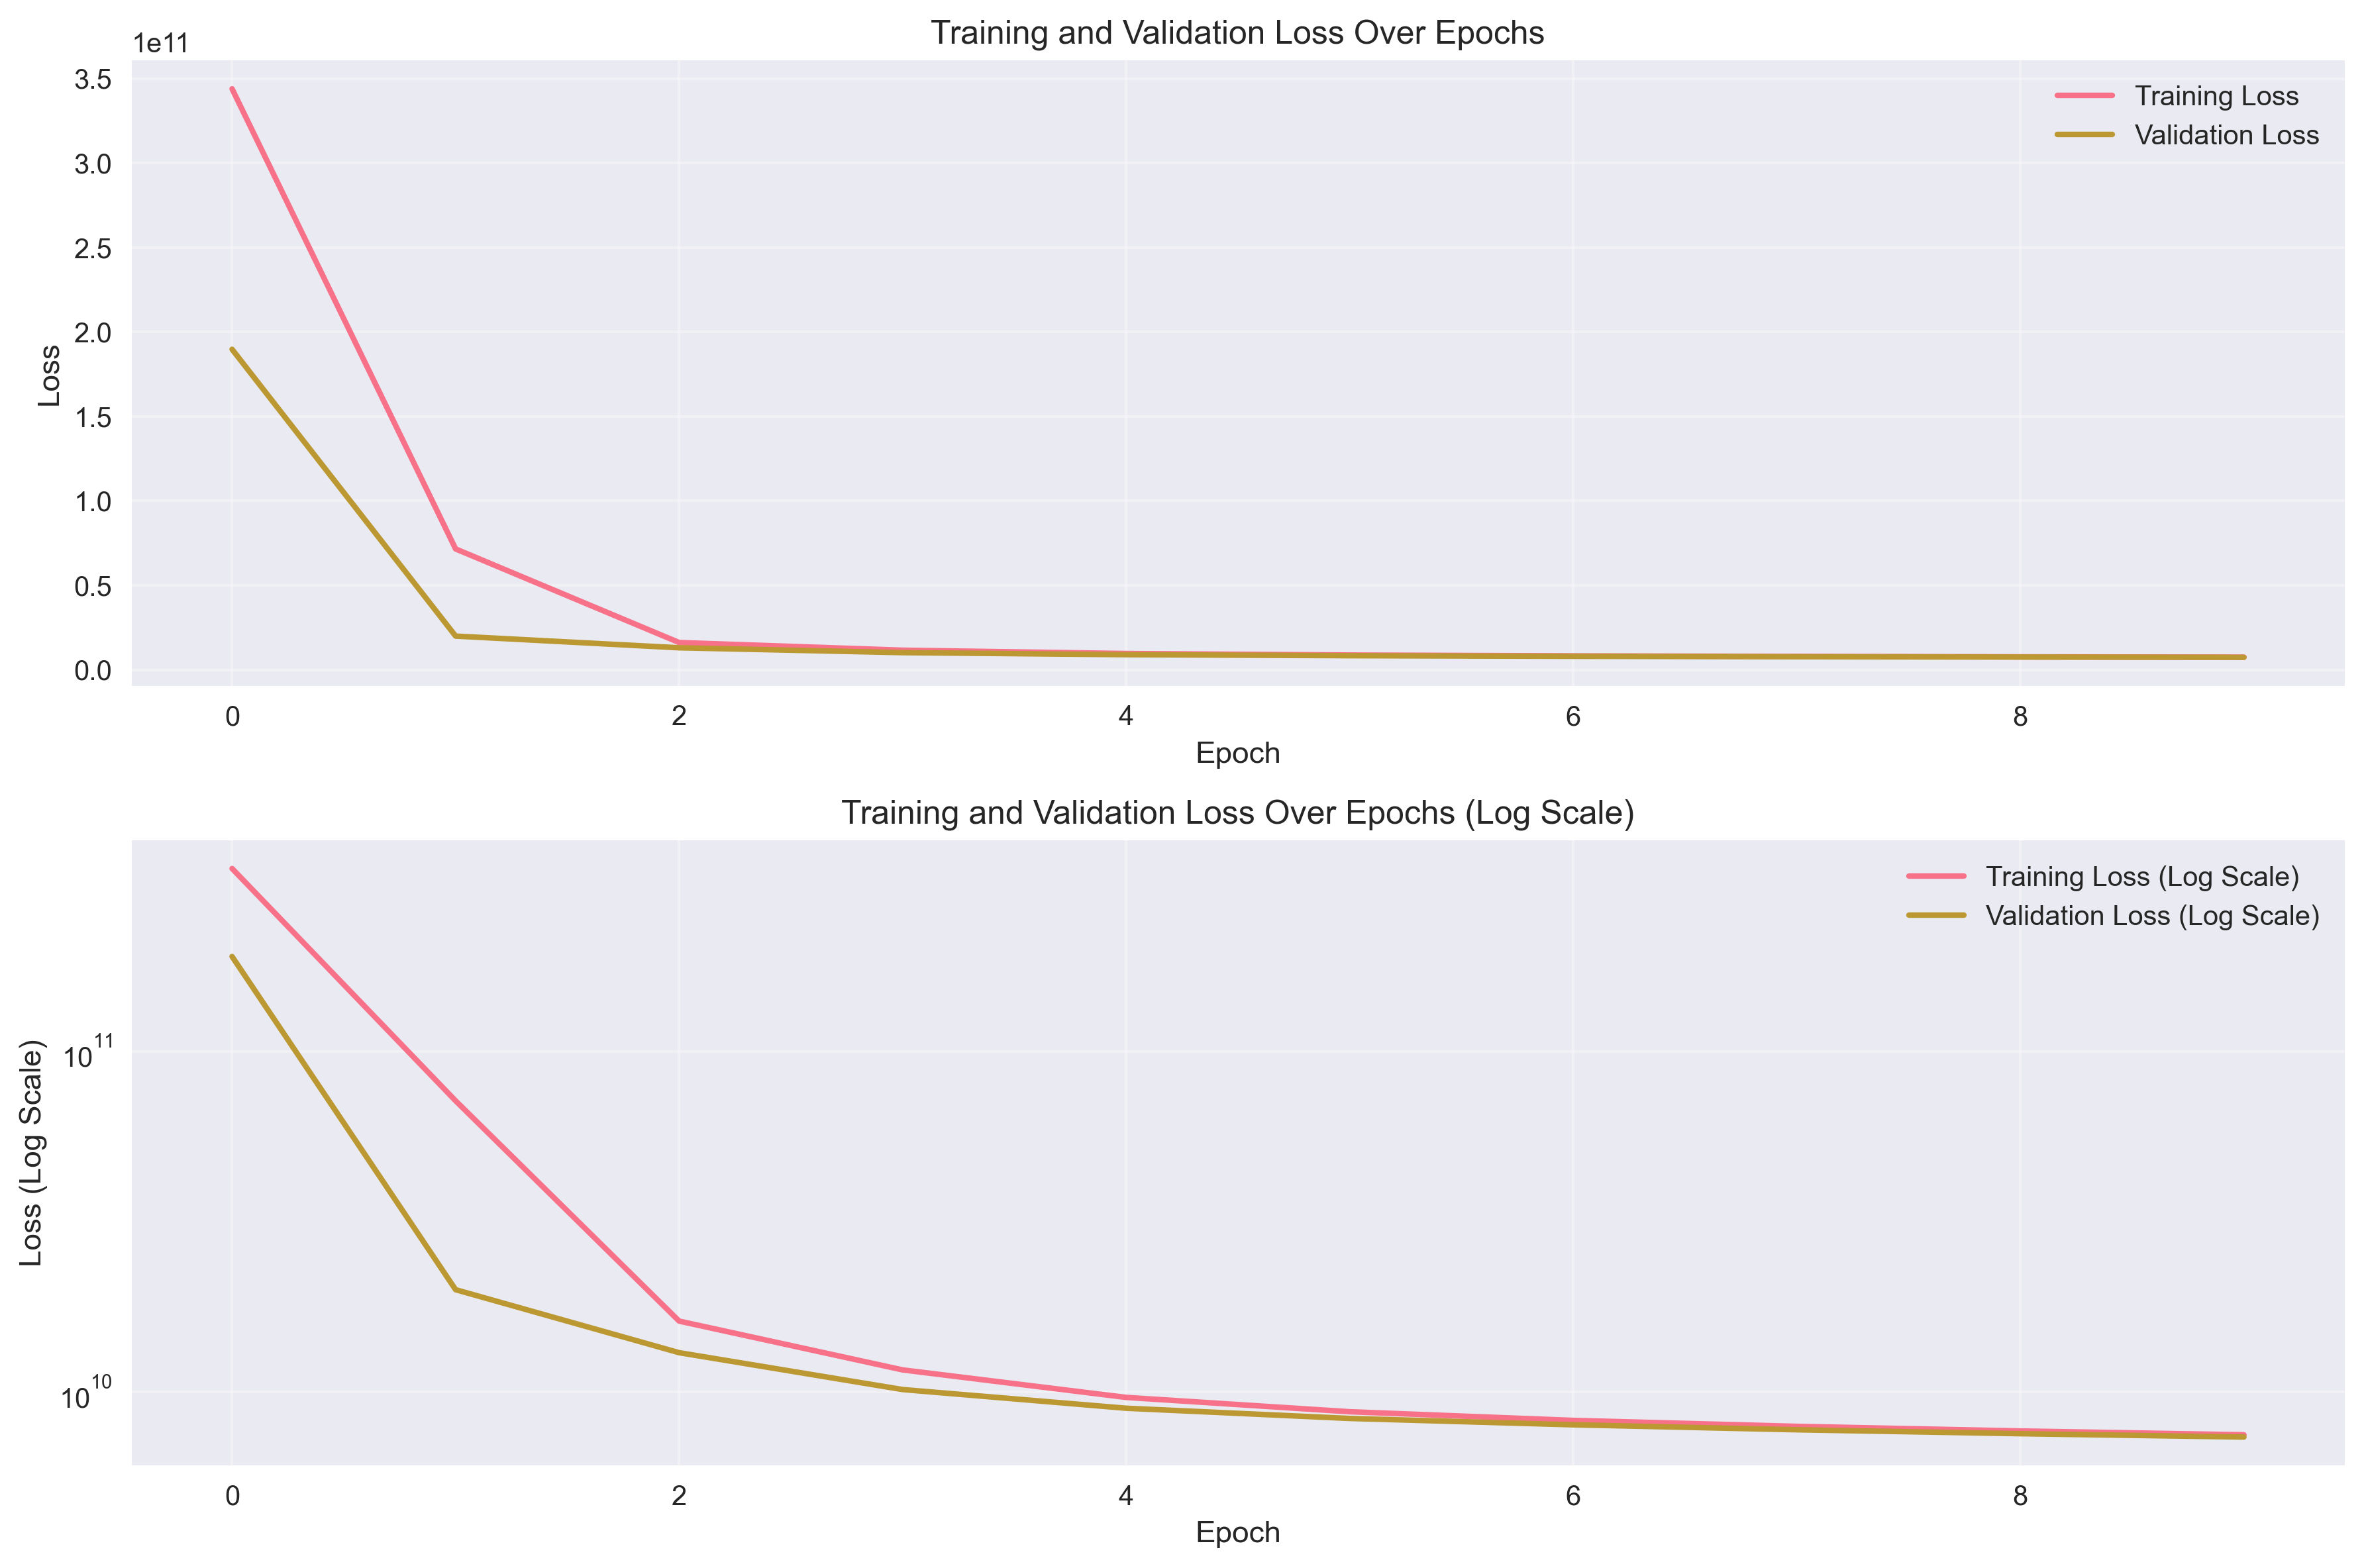 Training and Validation Loss Over Epochs
1e11
3.5
3.0
2.5
2.0
1.5
1.0
0.5
0.0
Loss
Training Loss
Validation Loss
0 2 4 6 8
Epoch
Training and Validation Loss Over Epochs (Log Scale)
10^11
10^10
Loss (Log Scale)
Training Loss (Log Scale)
Validation Loss (Log Scale)
0 2 4 6 8
Epoch